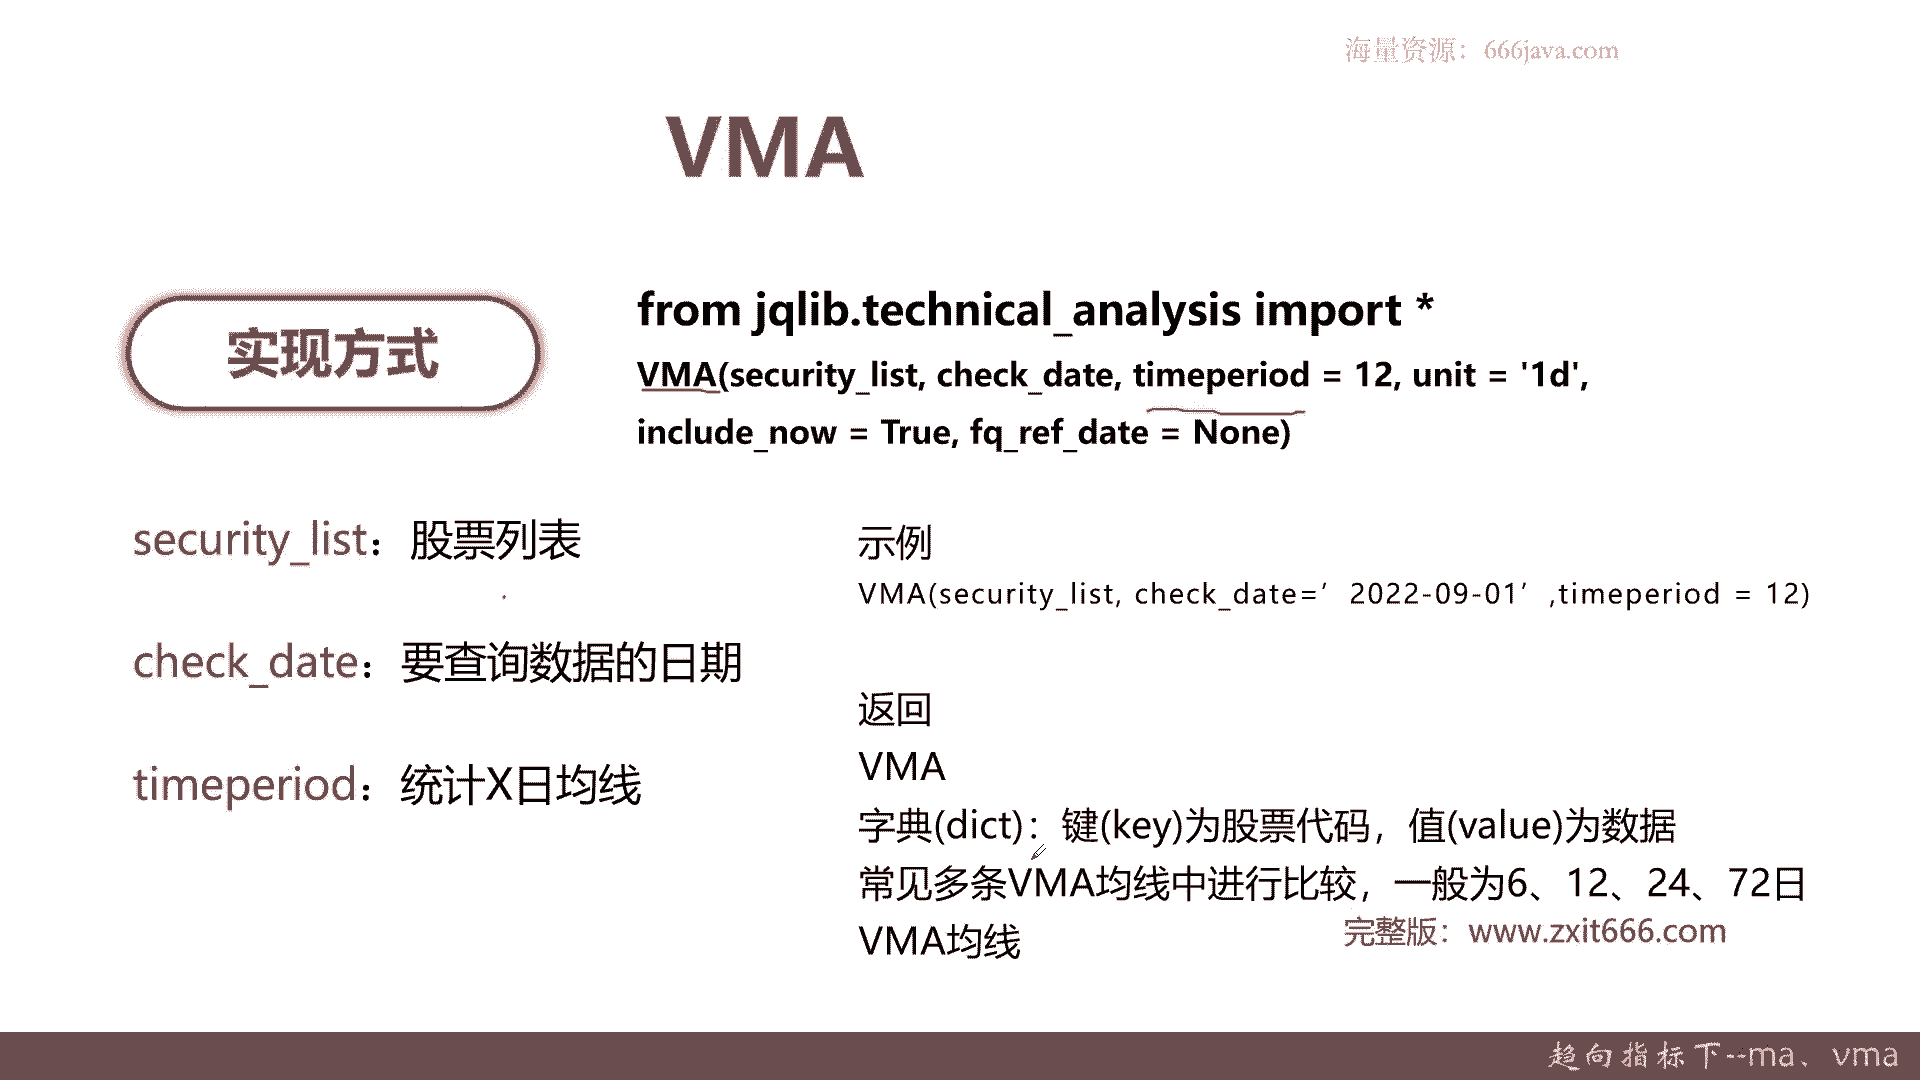 海量资源：666java.com
VMA
实现方式
from jqlib.technical_analysis import *
VMA(security_list, check_date, timeperiod = 12, unit = '1d',
include_now = True, fq_ref_date = None)
security_list：股票列表
check_date：要查询数据的日期
timeperiod：统计X日均线
示例
VMA(security_list, check_date=’2022-09-01’,timeperiod = 12)
返回
VMA
字典(dict)：键(key)为股票代码，值(value)为数据
常见多条VMA均线中进行比较，一般为6、12、24、72日
VMA均线
完整版：www.zxit666.com
趋向指标下--ma、vma